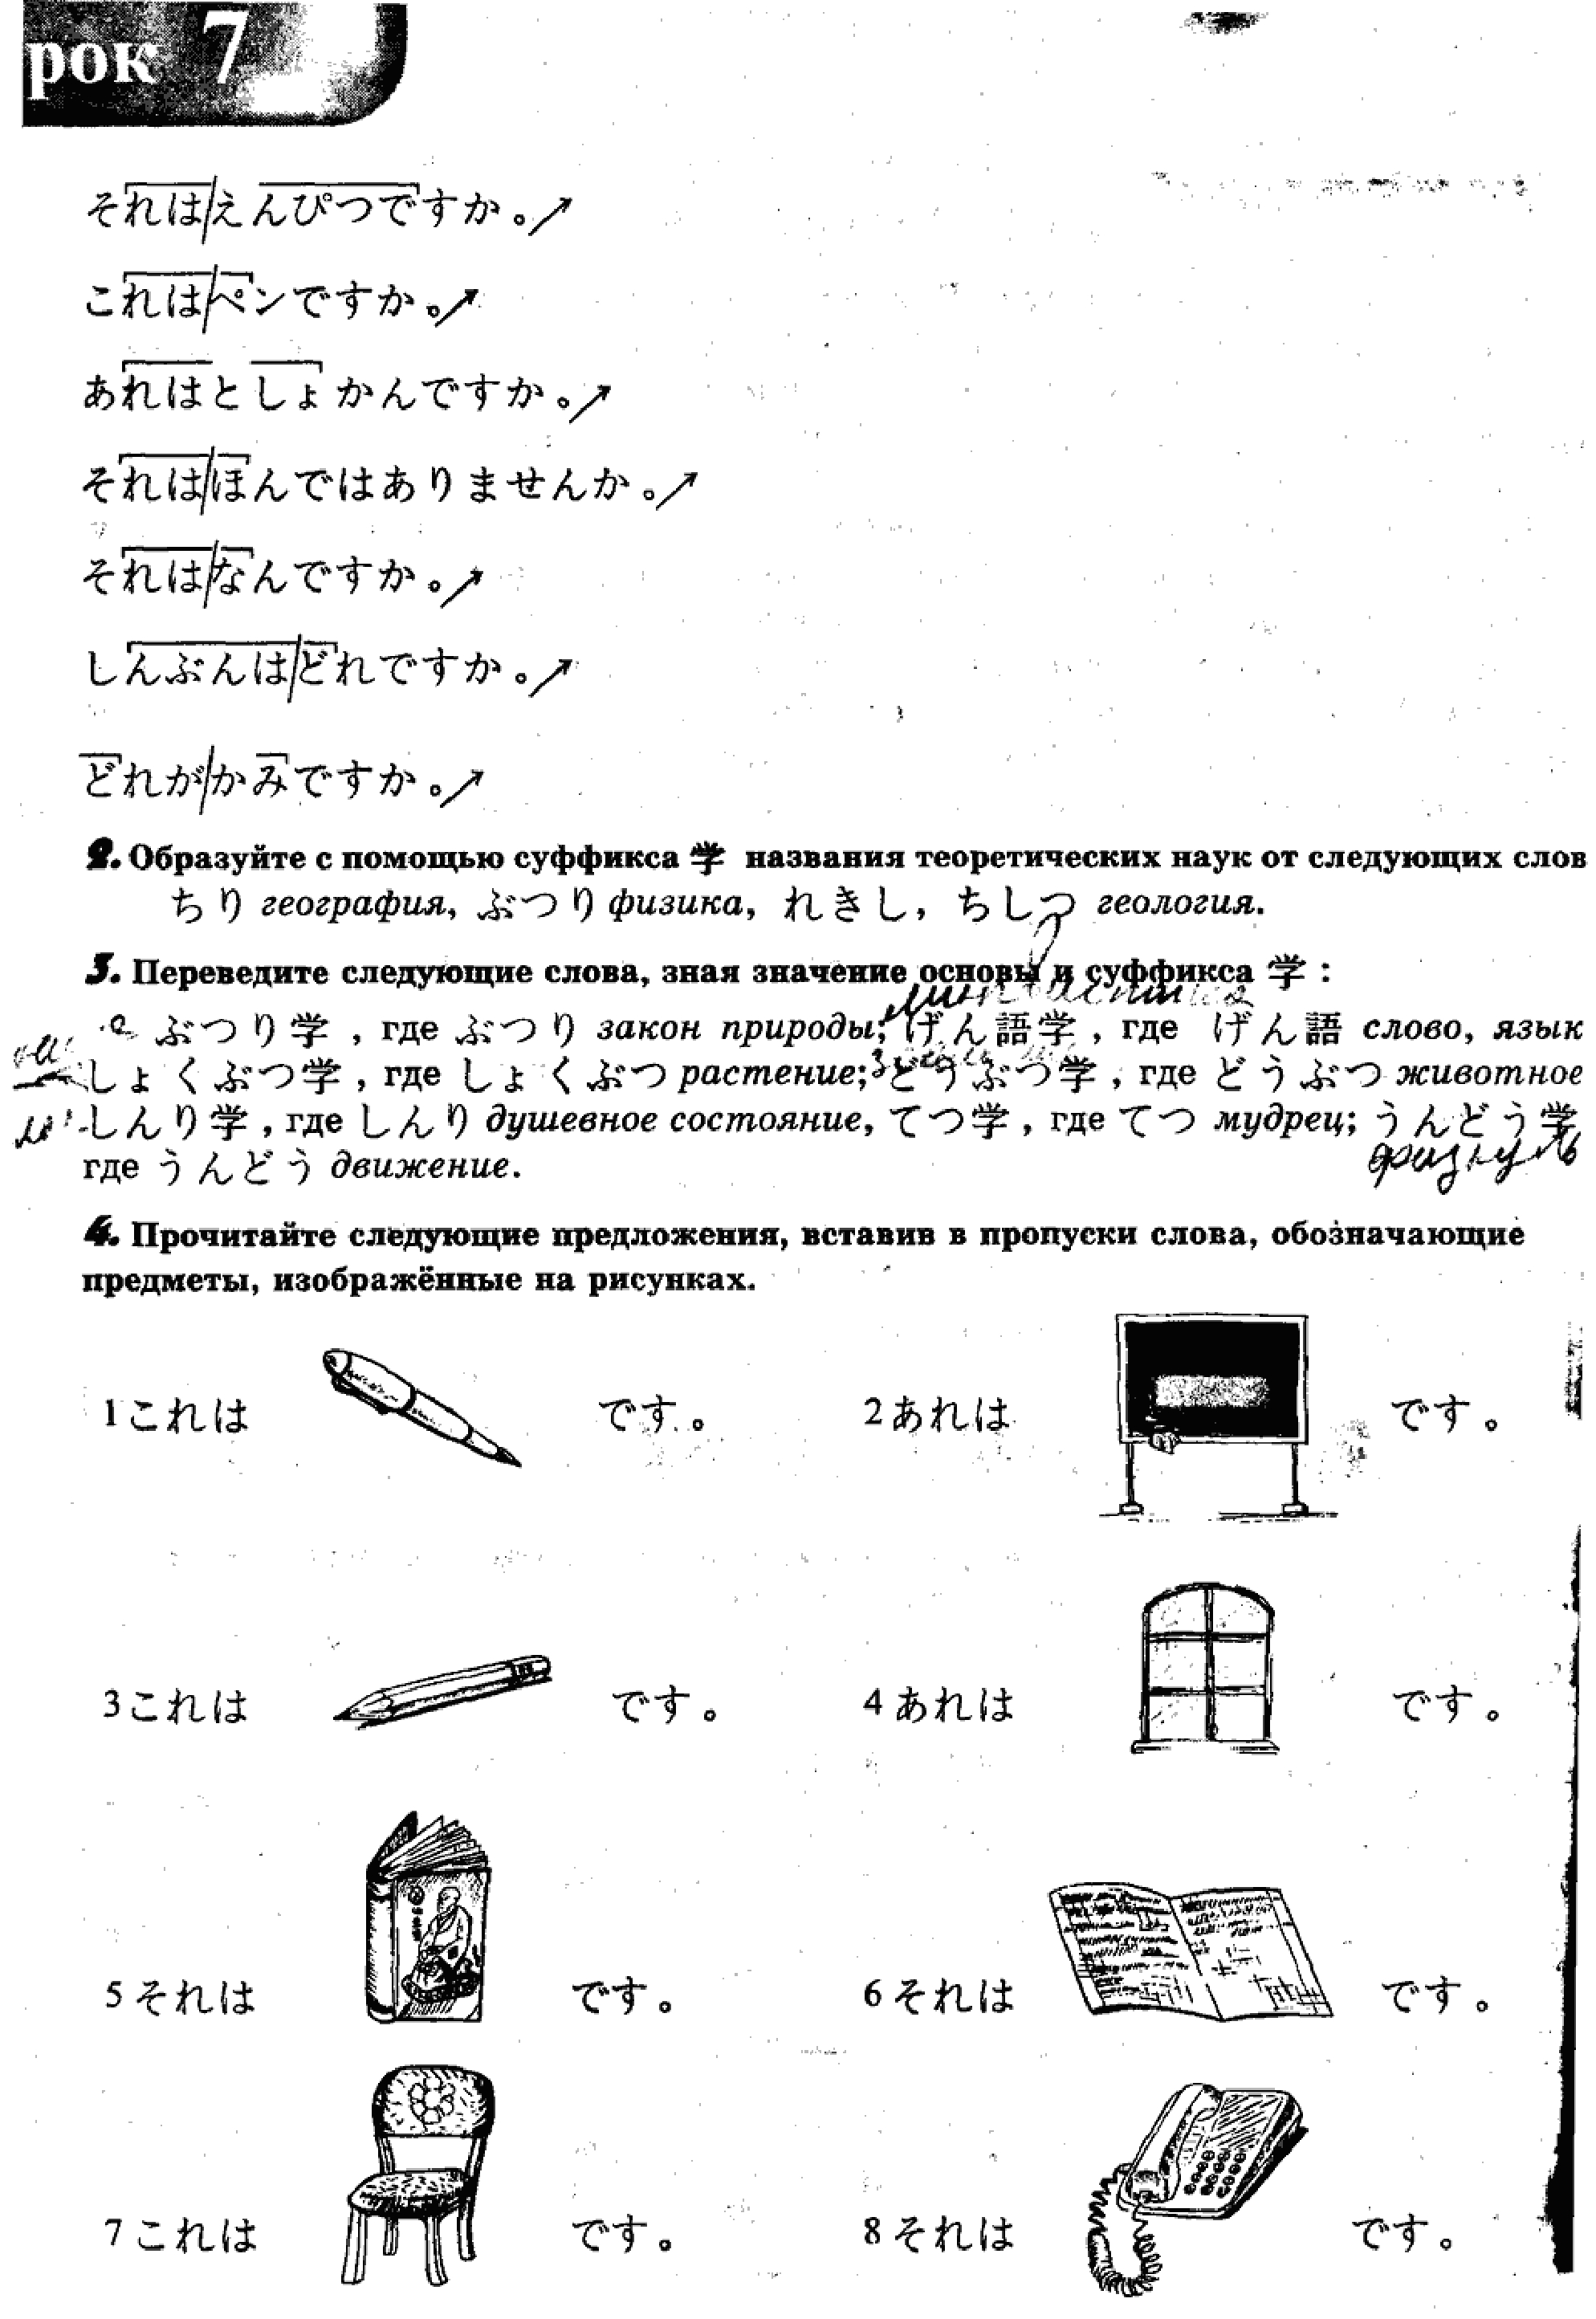 рок 7
それはえんぴつですか。↗
これはペンですか。↗
あれはとしょかんですか。↗
それはほんではありませんか。↗
それはなんですか。↗
しんぶんはどれですか。↗
どれがかみですか。↗
2. Образуйте с помощью суффикса 学 названия теоретических наук от следующих слов
ちり география, ぶつり физика, れきし, ちしつ геология.
3. Переведите следующие слова, зная значение основы и суффикса 学 :
ぶつり学 , где ぶつり закон природы; げん語学 , где げん語 слово, язык
しょくぶつ学 , где しょくぶつ растение; どうぶつ学 , где どうぶつ животное
しんり学 , где しんり душевное состояние, てつ学 , где てつ мудрец; うんどう学
где うんどう движение.
4. Прочитайте следующие предложения, вставив в пропуски слова, обозначающие
предметы, изображённые на рисунках.
1 これは です。 2 あれは です。
3 これは です。 4 あれは です。
5 それは です。 6 それは です。
7 これは です。 8 それは です。